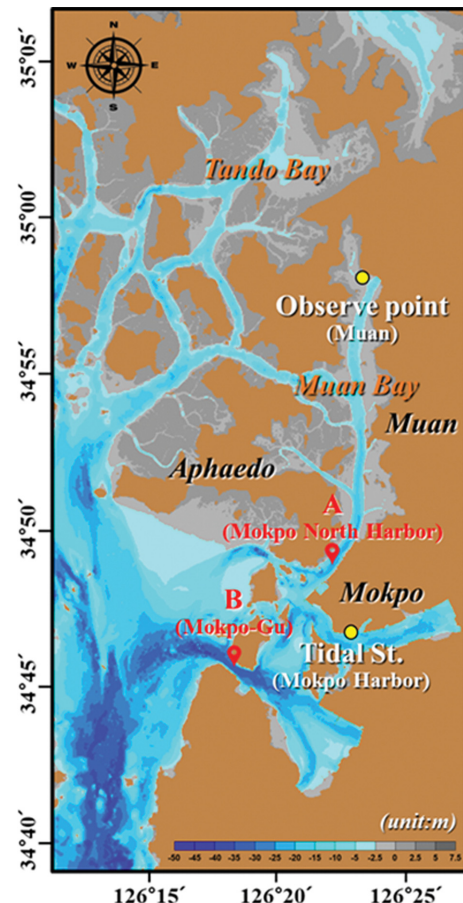 N
W E
S
35°05′
35°00′
34°55′
34°50′
34°45′
34°40′
Tando Bay
Observe point
(Muan)
Muan Bay
Muan
Aphaedo
A
(Mokpo North Harbor)
Mokpo
B
(Mokpo-Gu)
Tidal St.
(Mokpo Harbor)
(unit:m)
-50 -45 -40 -35 -30 -25 -20 -15 -10 -5 -2.5 0 2.5 5 7.5
126°15′ 126°20′ 126°25′